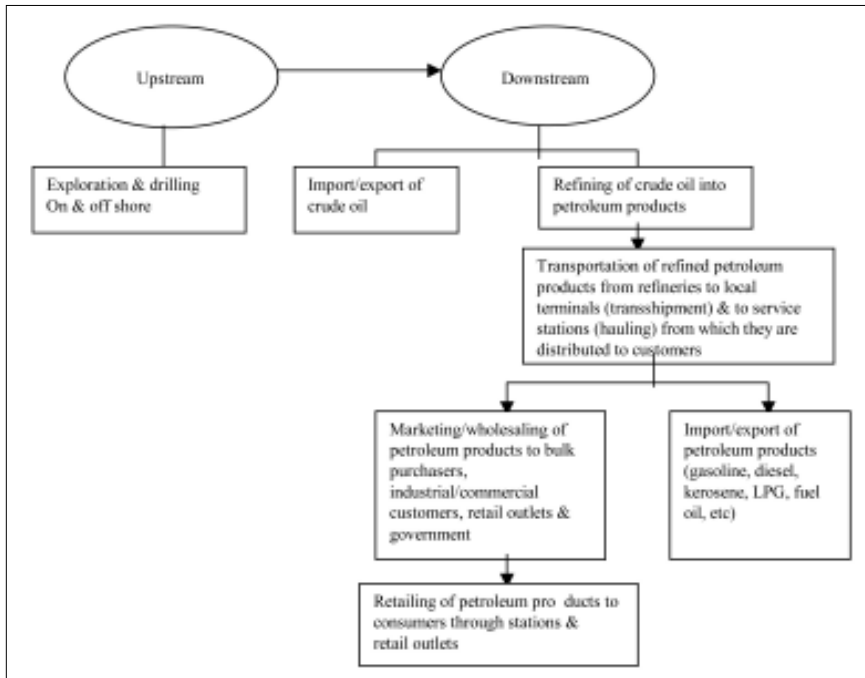 Upstream
Downstream
Exploration & drilling
On & off shore
Import/export of
crude oil
Refining of crude oil into
petroleum products
Transportation of refined petroleum
products from refineries to local
terminals (transshipment) & to service
stations (hauling) from which they are
distributed to customers
Marketing/wholesaling of
petroleum products to bulk
purchasers,
industrial/commercial
customers, retail outlets &
government
Import/export of
petroleum products
(gasoline, diesel,
kerosene, LPG, fuel
oil, etc)
Retailing of petroleum pro ducts to
consumers through stations &
retail outlets